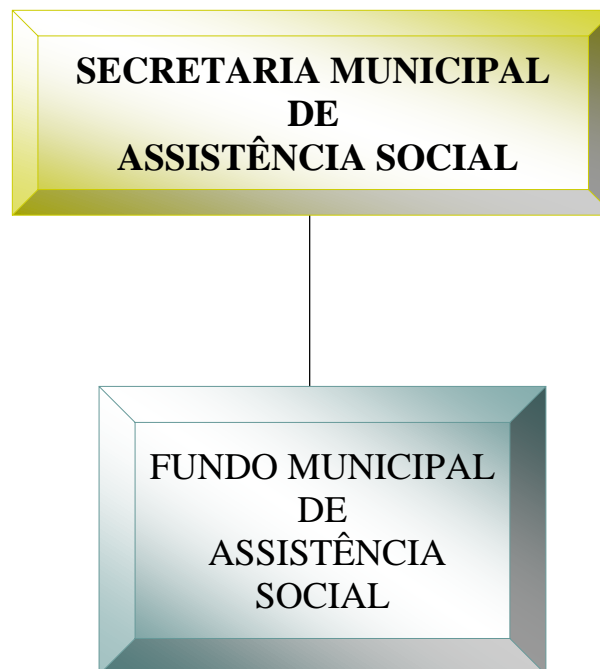 SECRETARIA MUNICIPAL
DE
ASSISTÊNCIA SOCIAL
FUNDO MUNICIPAL
DE
ASSISTÊNCIA
SOCIAL